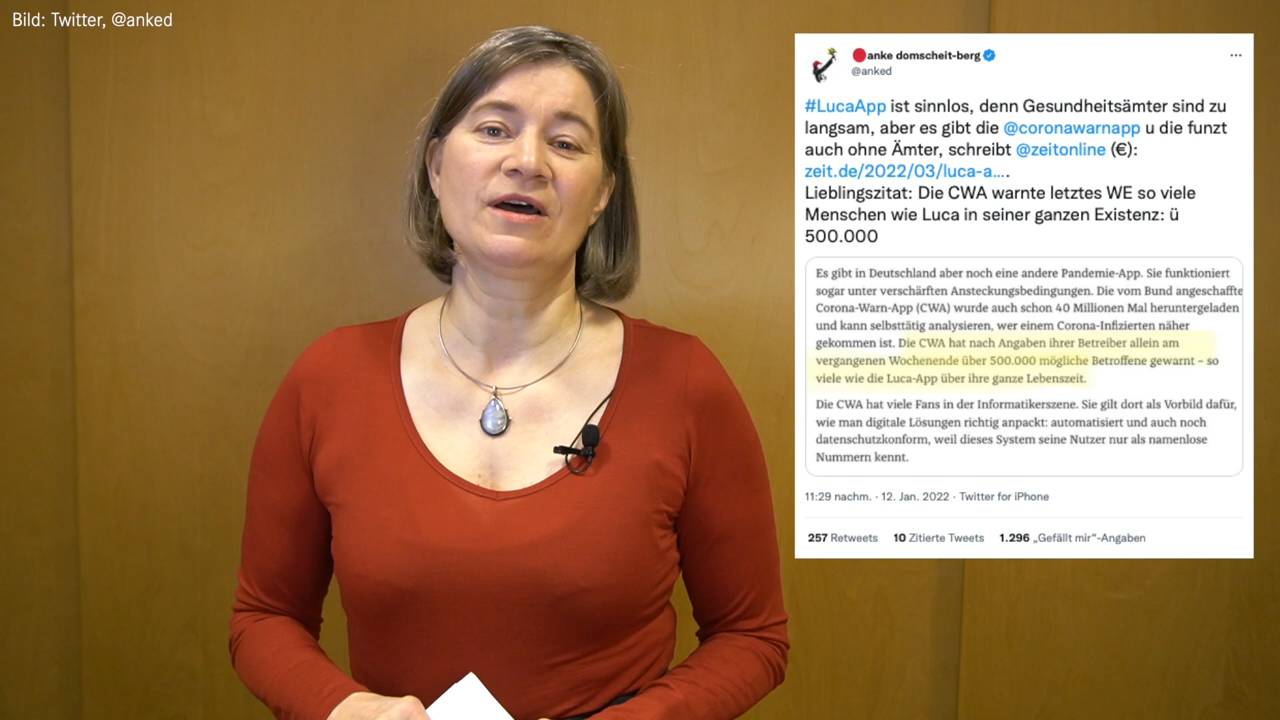 Bild: Twitter, @anked
anke domscheit-berg
@anked
#LucaApp ist sinnlos, denn Gesundheitsämter sind zu
langsam, aber es gibt die @coronawarnapp u die funzt
auch ohne Ämter, schreibt @zeitonline (€):
zeit.de/2022/03/luca-a….
Lieblingszitat: Die CWA warnte letztes WE so viele
Menschen wie Luca in seiner ganzen Existenz: ü
500.000
Es gibt in Deutschland aber noch eine andere Pandemie-App. Sie funktioniert
sogar unter verschärften Ansteckungsbedingungen. Die vom Bund angeschaffte
Corona-Warn-App (CWA) wurde auch schon 40 Millionen Mal heruntergeladen
und kann selbsttätig analysieren, wer einem Corona-Infizierten näher
gekommen ist. Die CWA hat nach Angaben ihrer Betreiber allein am
vergangenen Wochenende über 500.000 mögliche Betroffene gewarnt – so
viele wie die Luca-App über ihre ganze Lebenszeit.
Die CWA hat viele Fans in der Informatikerszene. Sie gilt dort als Vorbild dafür,
wie man digitale Lösungen richtig anpackt: automatisiert und auch noch
datenschutzkonform, weil dieses System seine Nutzer nur als namenlose
Nummern kennt.
11:29 nachm. · 12. Jan. 2022 · Twitter for iPhone
257 Retweets 10 Zitierte Tweets 1.296 „Gefällt mir“-Angaben